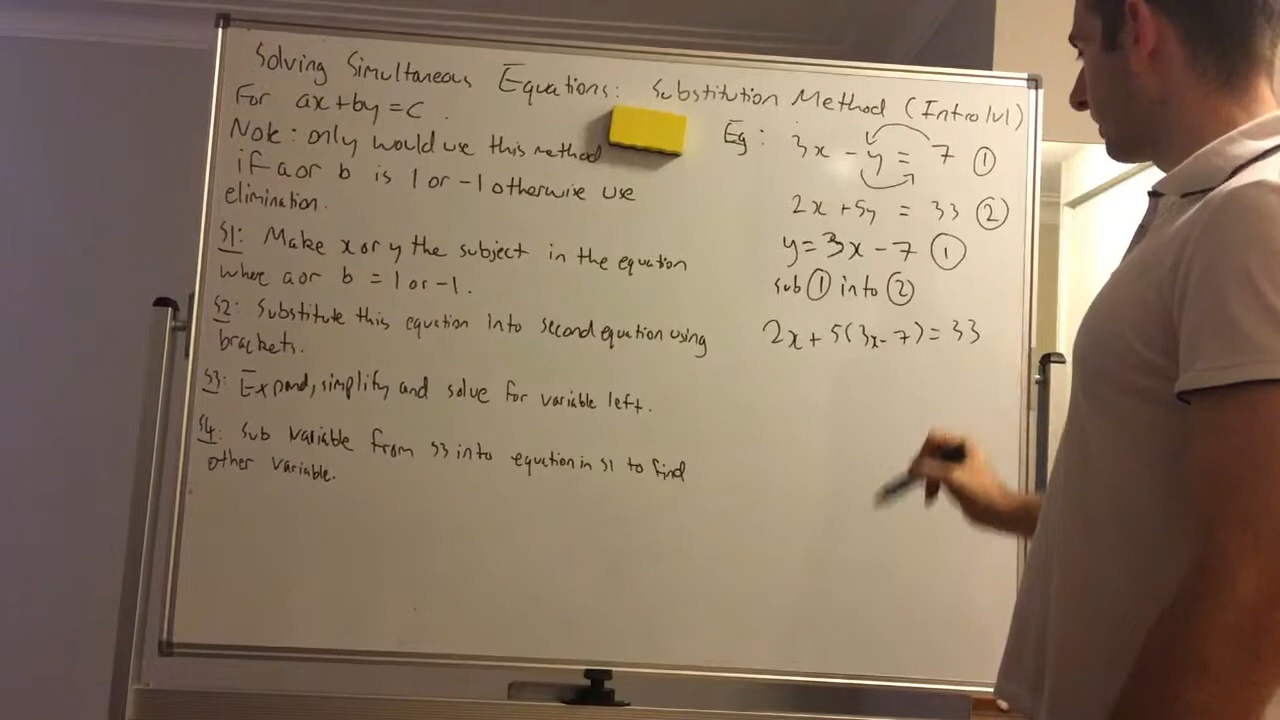 Solving Simultaneous Equations: Substitution Method (Intro lvl)
For ax+by=c.
Note: only would use this method
if a or b is 1 or -1 otherwise use
elimination.
S1: Make x or y the subject in the equation
where a or b = 1 or -1.
S2: Substitute this equation into second equation using
brackets.
S3: Expand, simplify and solve for variable left.
S4: Sub variable from S3 into equation in S1 to find
other variable.
Eg: 3x - y = 7 ①
2x + 5y = 33 ②
y = 3x - 7 ①
sub ① into ②
2x + 5(3x - 7) = 33